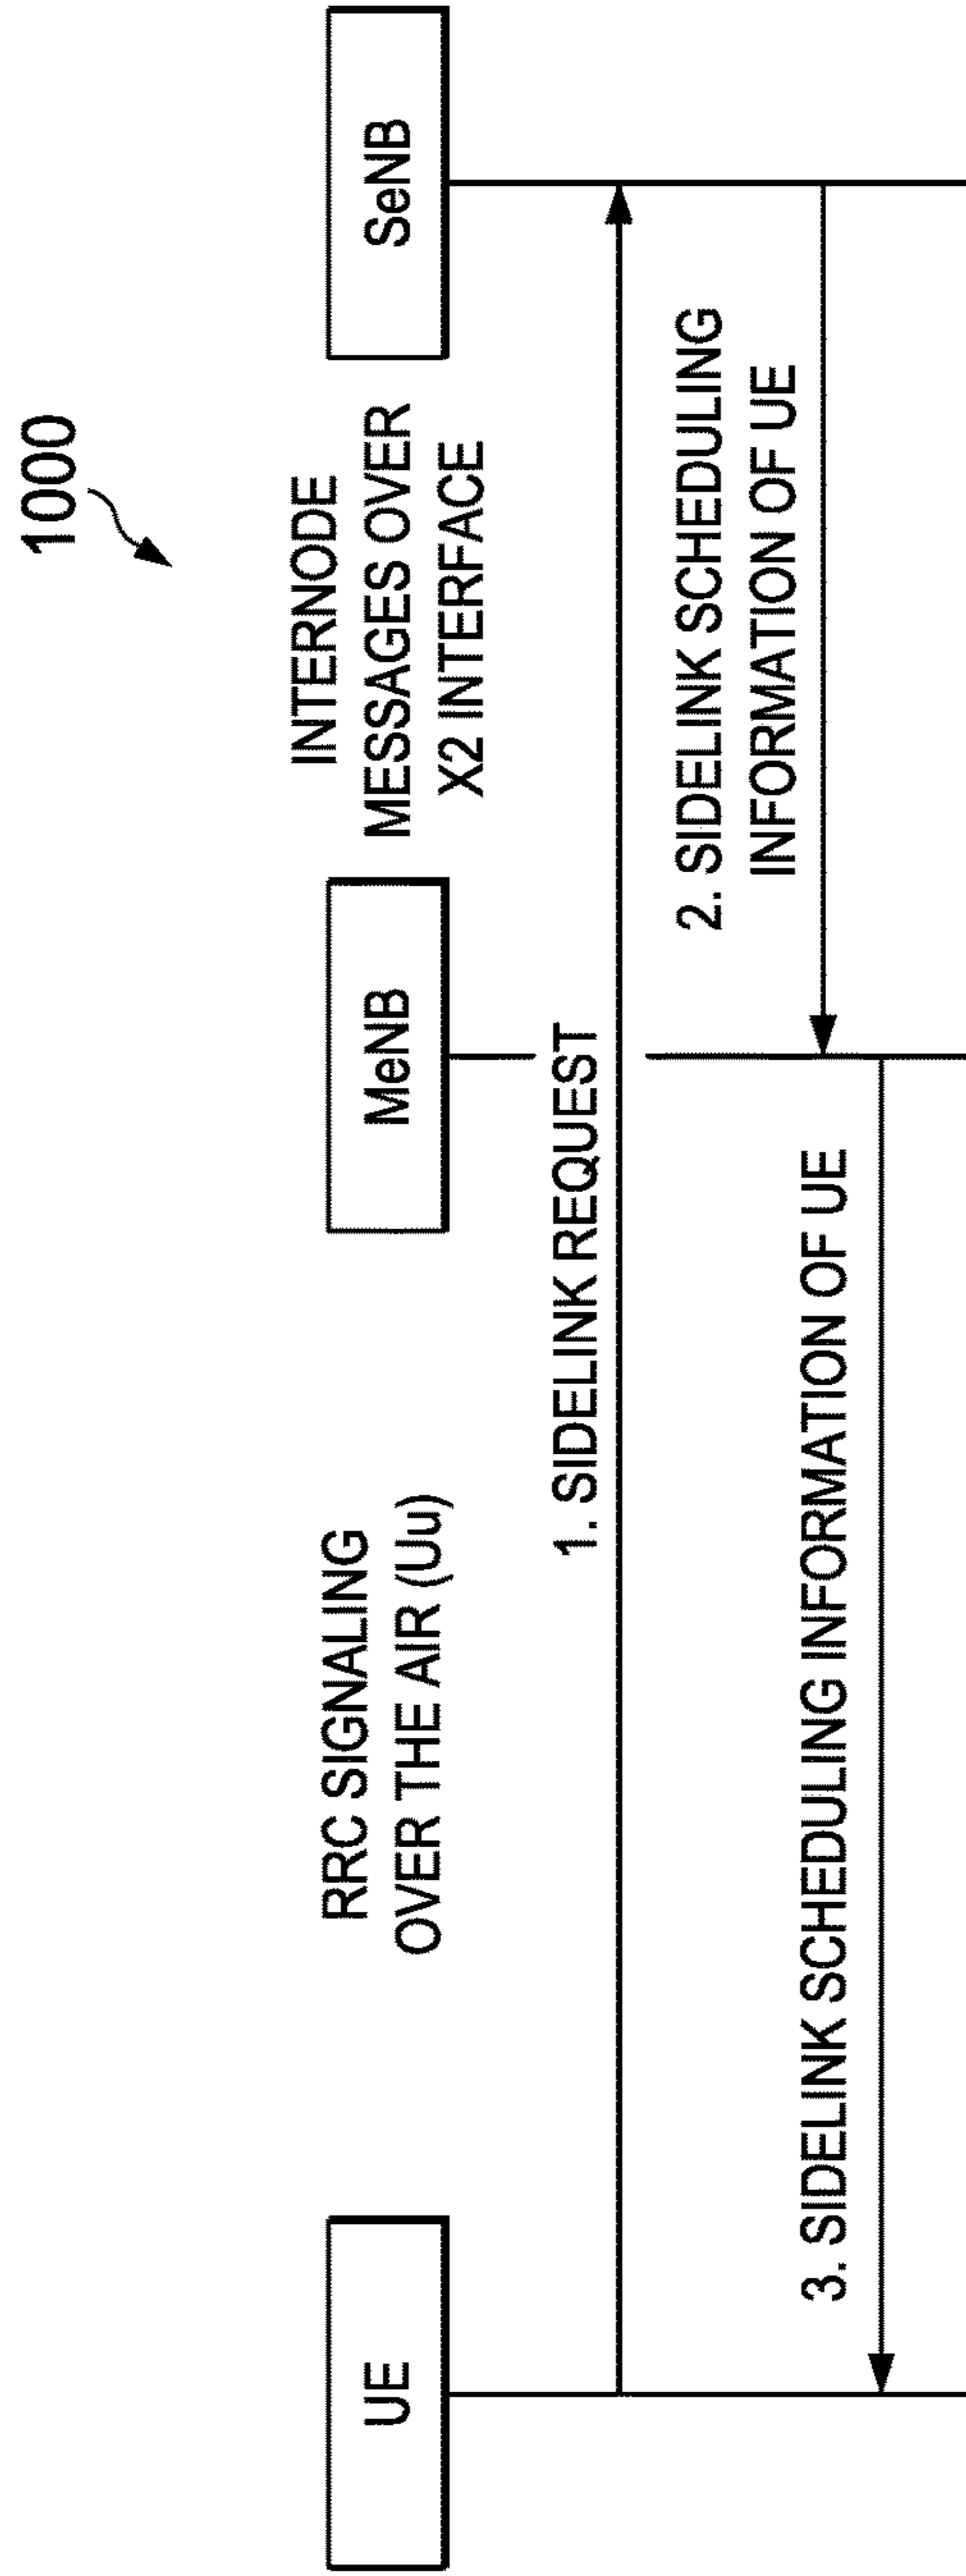 1000
UE
RRC SIGNALING
OVER THE AIR (Uu)
MeNB
INTERNODE
MESSAGES OVER
X2 INTERFACE
SeNB
1. SIDELINK REQUEST
2. SIDELINK SCHEDULING
INFORMATION OF UE
3. SIDELINK SCHEDULING INFORMATION OF UE